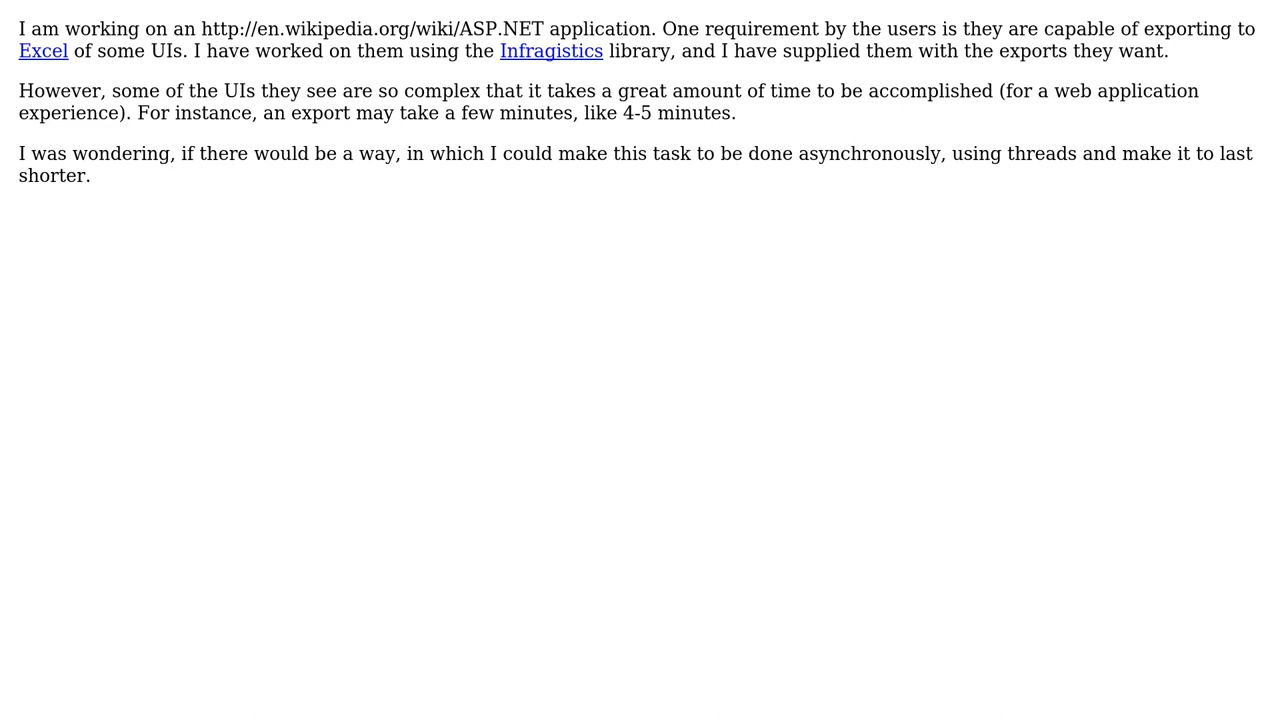 I am working on an http://en.wikipedia.org/wiki/ASP.NET application. One requirement by the users is they are capable of exporting to
Excel of some UIs. I have worked on them using the Infragistics library, and I have supplied them with the exports they want.
However, some of the UIs they see are so complex that it takes a great amount of time to be accomplished (for a web application
experience). For instance, an export may take a few minutes, like 4-5 minutes.
I was wondering, if there would be a way, in which I could make this task to be done asynchronously, using threads and make it to last
shorter.